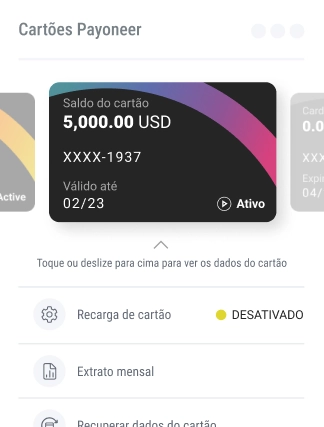 Cartões Payoneer
Saldo do cartão
5,000.00 USD
XXXX-1937
Válido até
02/23
Ativo
Active
Card
0.0
XXX
Expi
04/
Toque ou deslize para cima para ver os dados do cartão
Recarga de cartão
DESATIVADO
Extrato mensal
Recuperar dados do cartão